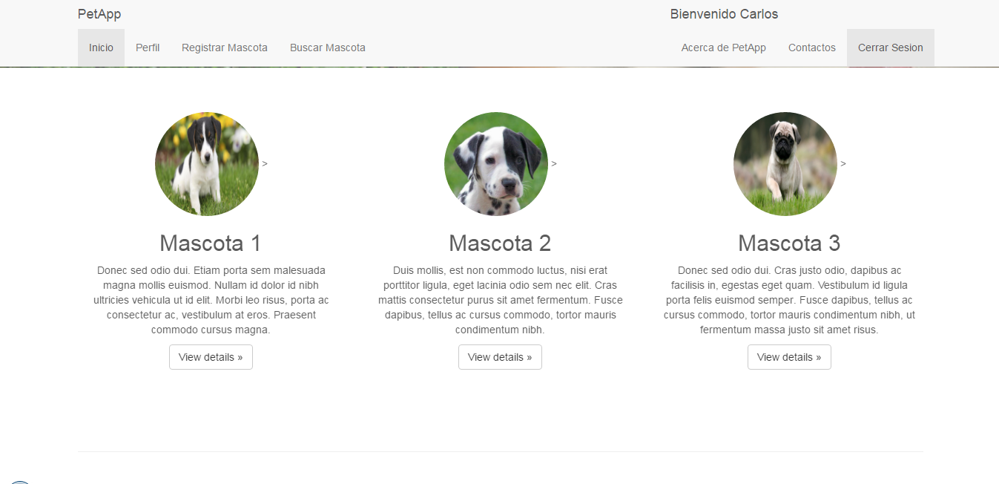 PetApp
Bienvenido Carlos
Inicio Perfil Registrar Mascota Buscar Mascota Acerca de PetApp Contactos Cerrar Sesion
>
>
>
Mascota 1
Donec sed odio dui. Etiam porta sem malesuada
magna mollis euismod. Nullam id dolor id nibh
ultricies vehicula ut id elit. Morbi leo risus, porta ac
consectetur ac, vestibulum at eros. Praesent
commodo cursus magna.
View details »
Mascota 2
Duis mollis, est non commodo luctus, nisi erat
porttitor ligula, eget lacinia odio sem nec elit. Cras
mattis consectetur purus sit amet fermentum. Fusce
dapibus, tellus ac cursus commodo, tortor mauris
condimentum nibh.
View details »
Mascota 3
Donec sed odio dui. Cras justo odio, dapibus ac
facilisis in, egestas eget quam. Vestibulum id ligula
porta felis euismod semper. Fusce dapibus, tellus ac
cursus commodo, tortor mauris condimentum nibh, ut
fermentum massa justo sit amet risus.
View details »